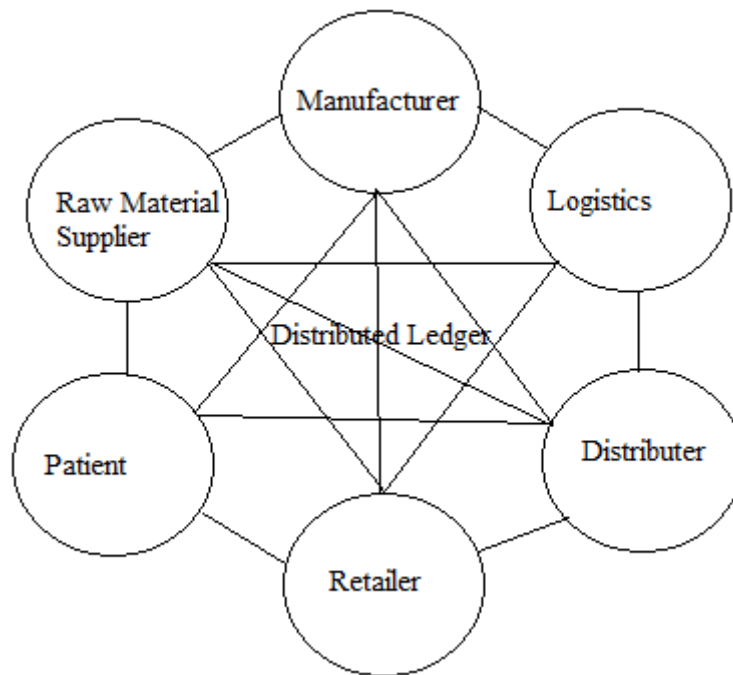 Manufacturer
Raw Material
Supplier
Logistics
Distributed Ledger
Patient
Distributer
Retailer